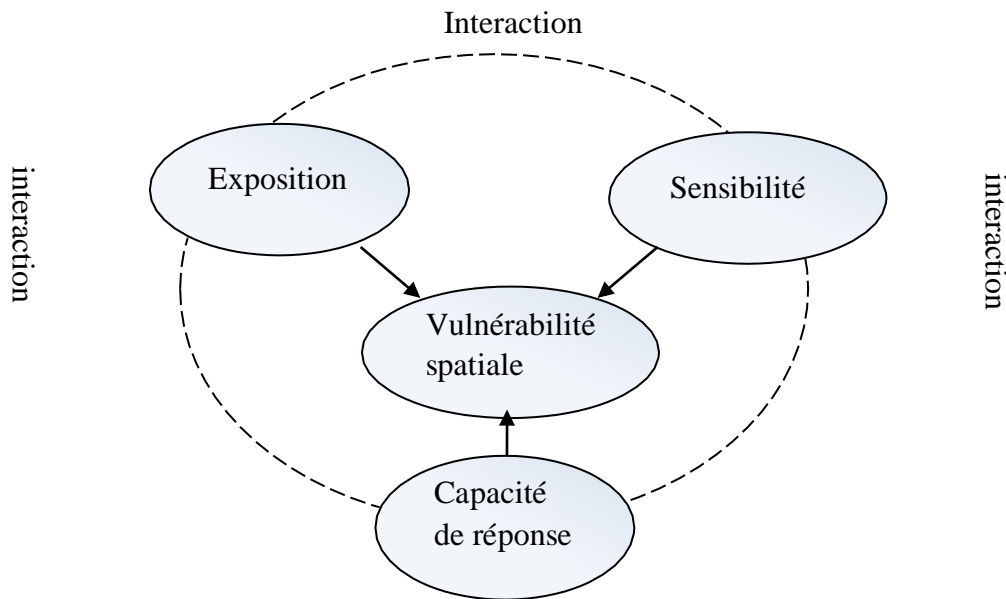 Interaction
interaction
Exposition
Sensibilité
interaction
Vulnérabilité
spatiale
Capacité
de réponse